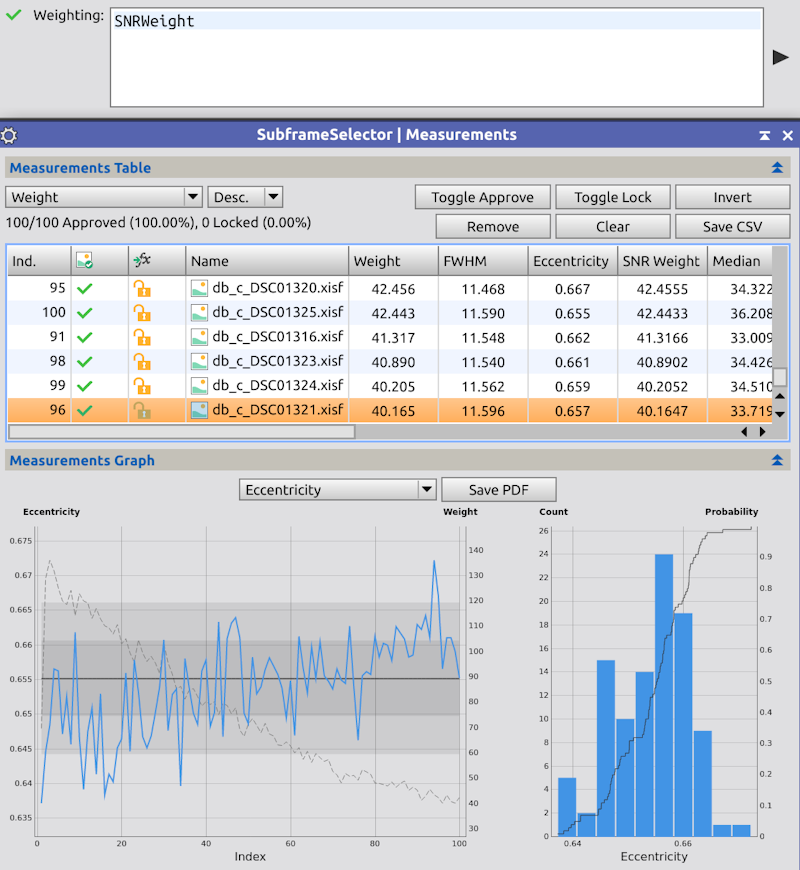 Weighting: SNRWeight
SubframeSelector | Measurements
Measurements Table
Weight Desc. Toggle Approve Toggle Lock Invert
100/100 Approved (100.00%), 0 Locked (0.00%) Remove Clear Save CSV
Ind. fx Name Weight FWHM Eccentricity SNR Weight Median
95 db_c_DSC01320.xisf 42.456 11.468 0.667 42.4555 34.322
100 db_c_DSC01325.xisf 42.443 11.590 0.655 42.4433 36.208
91 db_c_DSC01316.xisf 41.317 11.548 0.662 41.3166 33.009
98 db_c_DSC01323.xisf 40.890 11.540 0.661 40.8902 34.426
99 db_c_DSC01324.xisf 40.205 11.562 0.659 40.2052 34.510
96 db_c_DSC01321.xisf 40.165 11.596 0.657 40.1647 33.719
Measurements Graph
Eccentricity Save PDF
Eccentricity Weight Count Probability
0.675
0.67
0.665
0.66
0.655
0.65
0.645
0.64
0.635
140
130
120
110
100
90
80
70
60
50
40
30
0 20 40 60 80 100
Index
26
24
22
20
18
16
14
12
10
8
6
4
2
0
0.9
0.8
0.7
0.6
0.5
0.4
0.3
0.2
0.1
0
0.64 0.66
Eccentricity